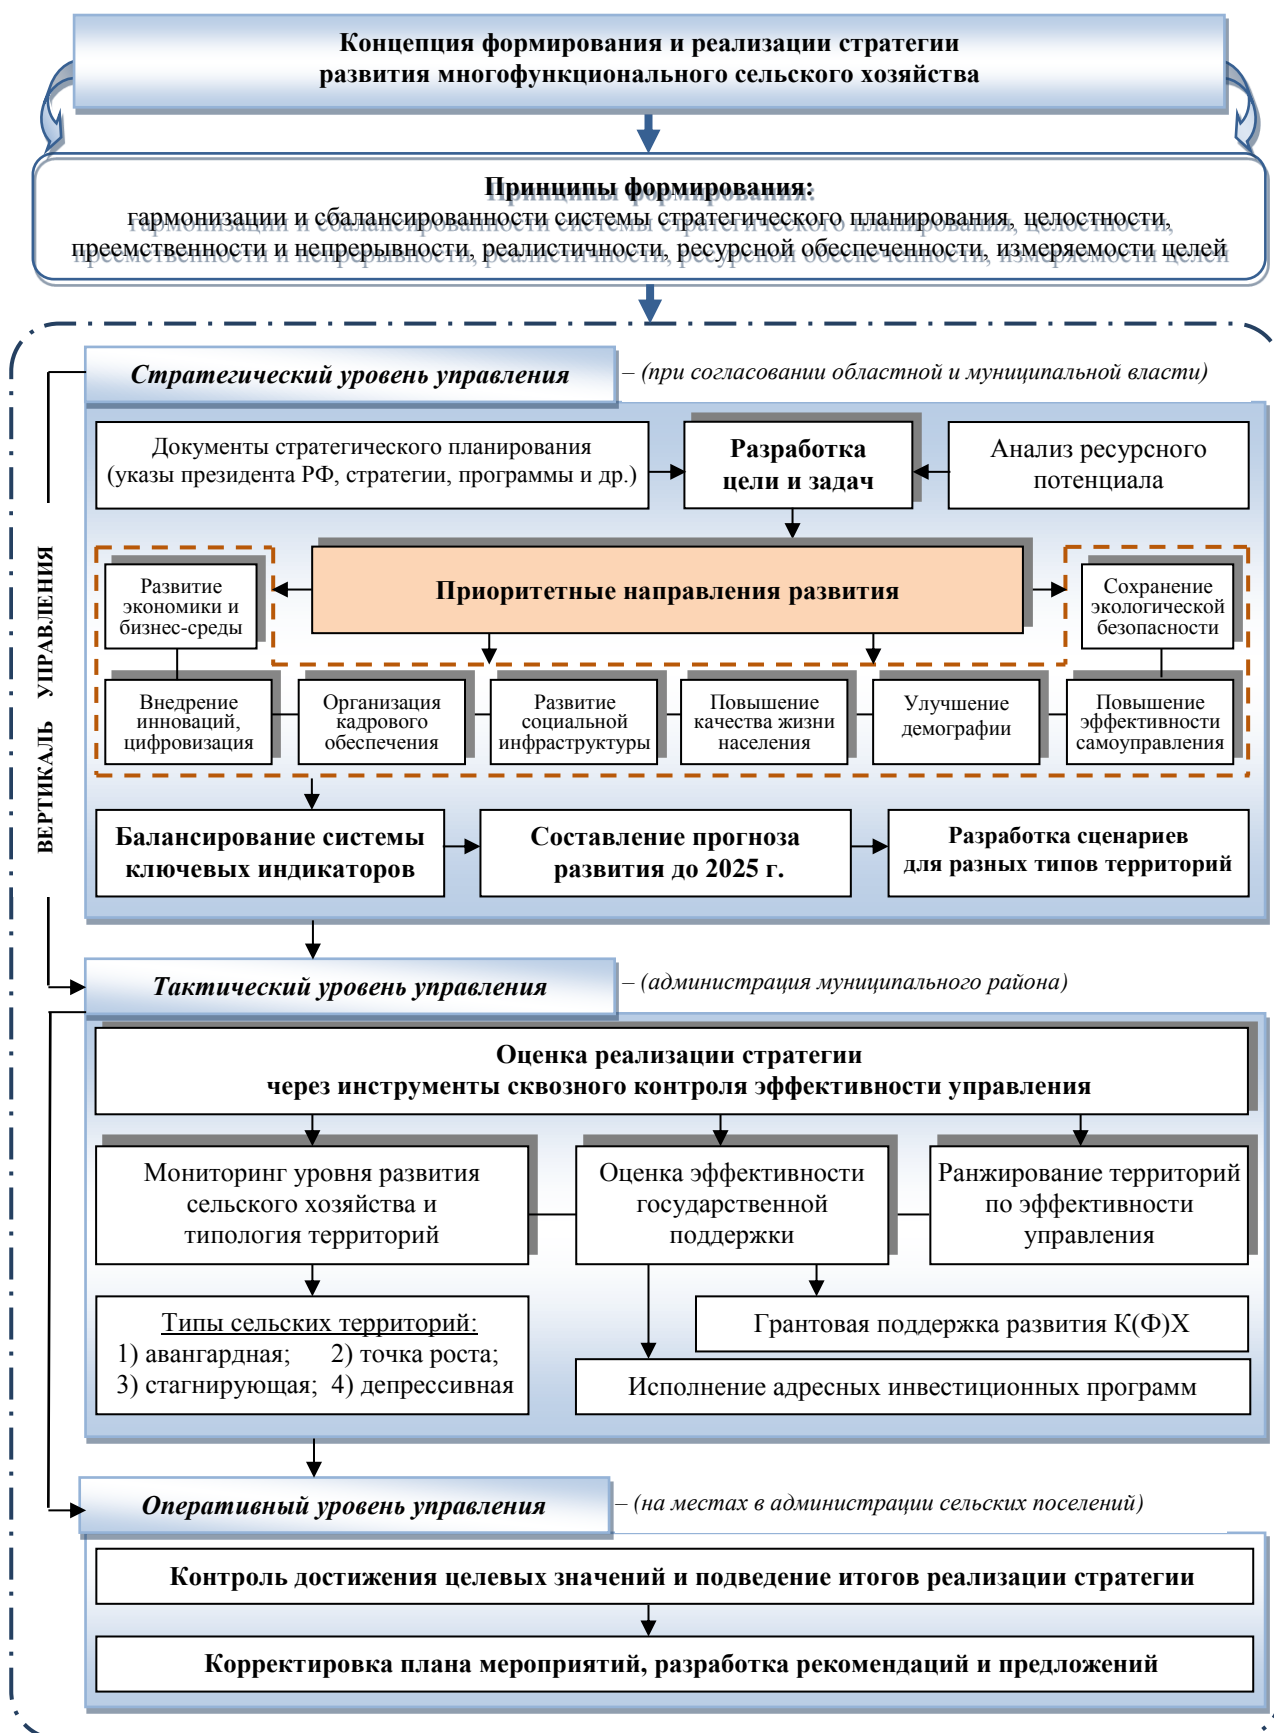 Концепция формирования и реализации стратегии
развития многофункционального сельского хозяйства
Принципы формирования:
гармонизации и сбалансированности системы стратегического планирования, целостности,
преемственности и непрерывности, реалистичности, ресурсной обеспеченности, измеряемости целей
ВЕРТИКАЛЬ УПРАВЛЕНИЯ
Стратегический уровень управления
– (при согласовании областной и муниципальной власти)
Документы стратегического планирования
(указы президента РФ, стратегии, программы и др.)
Разработка
цели и задач
Анализ ресурсного
потенциала
Приоритетные направления развития
Развитие
экономики и
бизнес-среды
Сохранение
экологической
безопасности
Внедрение
инноваций,
цифровизация
Организация
кадрового
обеспечения
Развитие
социальной
инфраструктуры
Повышение
качества жизни
населения
Улучшение
демографии
Повышение
эффективности
самоуправления
Балансирование системы
ключевых индикаторов
Составление прогноза
развития до 2025 г.
Разработка сценариев
для разных типов территорий
Тактический уровень управления
– (администрация муниципального района)
Оценка реализации стратегии
через инструменты сквозного контроля эффективности управления
Мониторинг уровня развития
сельского хозяйства и
типология территорий
Оценка эффективности
государственной
поддержки
Ранжирование территорий
по эффективности
управления
Типы сельских территорий:
1) авангардная; 2) точка роста;
3) стагнирующая; 4) депрессивная
Грантовая поддержка развития К(Ф)Х
Исполнение адресных инвестиционных программ
Оперативный уровень управления
– (на местах в администрации сельских поселений)
Контроль достижения целевых значений и подведение итогов реализации стратегии
Корректировка плана мероприятий, разработка рекомендаций и предложений